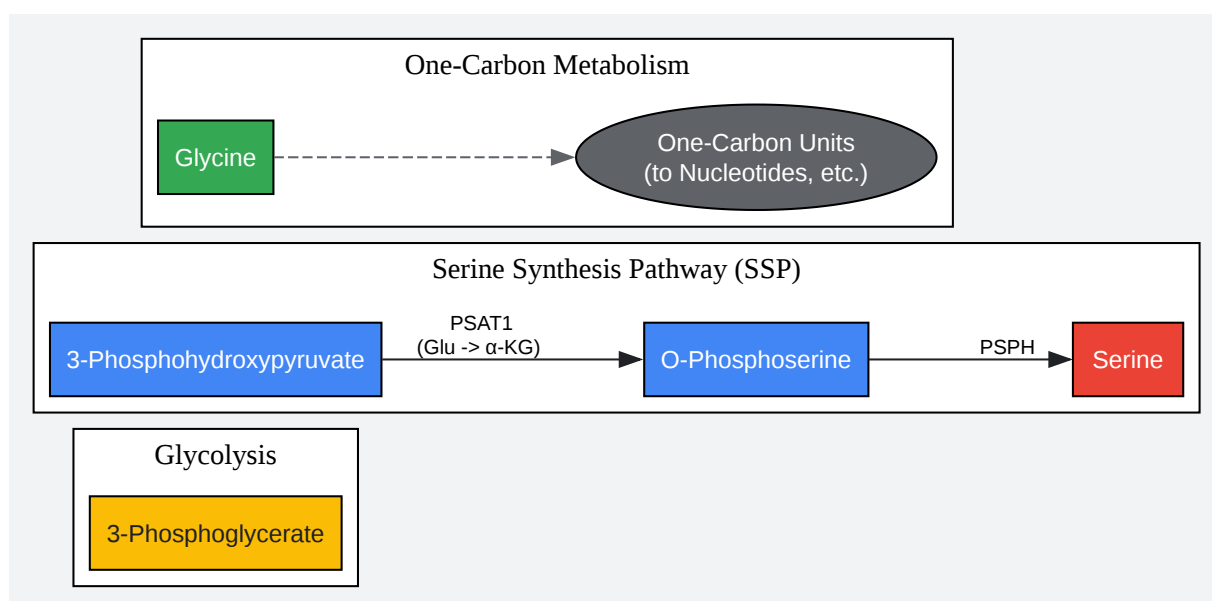 One-Carbon Metabolism
Glycine
One-Carbon Units
(to Nucleotides, etc.)
Serine Synthesis Pathway (SSP)
3-Phosphohydroxypyruvate
PSAT1
(Glu -> α-KG)
O-Phosphoserine
PSPH
Serine
Glycolysis
3-Phosphoglycerate